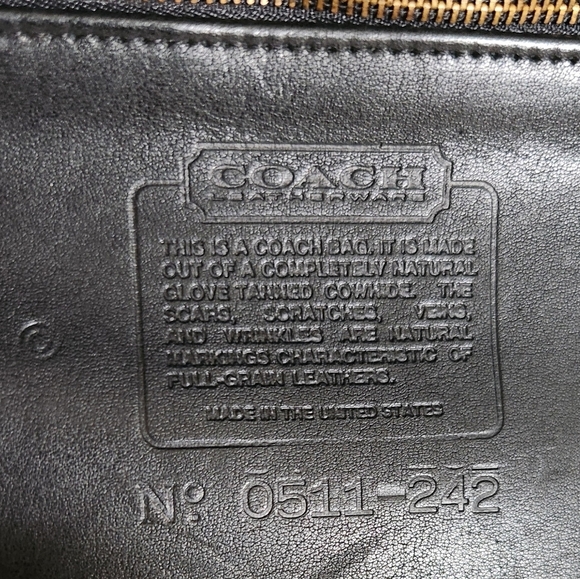 COACH
LEATHERWARE
THIS IS A COACH BAG. IT IS MADE
OUT OF A COMPLETELY NATURAL
GLOVE TANNED COWHIDE. THE
SCARS, SCRATCHES, VEINS,
AND WRINKLES ARE NATURAL
MARKINGS CHARACTERISTIC OF
FULL-GRAIN LEATHERS.
MADE IN THE UNITED STATES
No: 0511-242